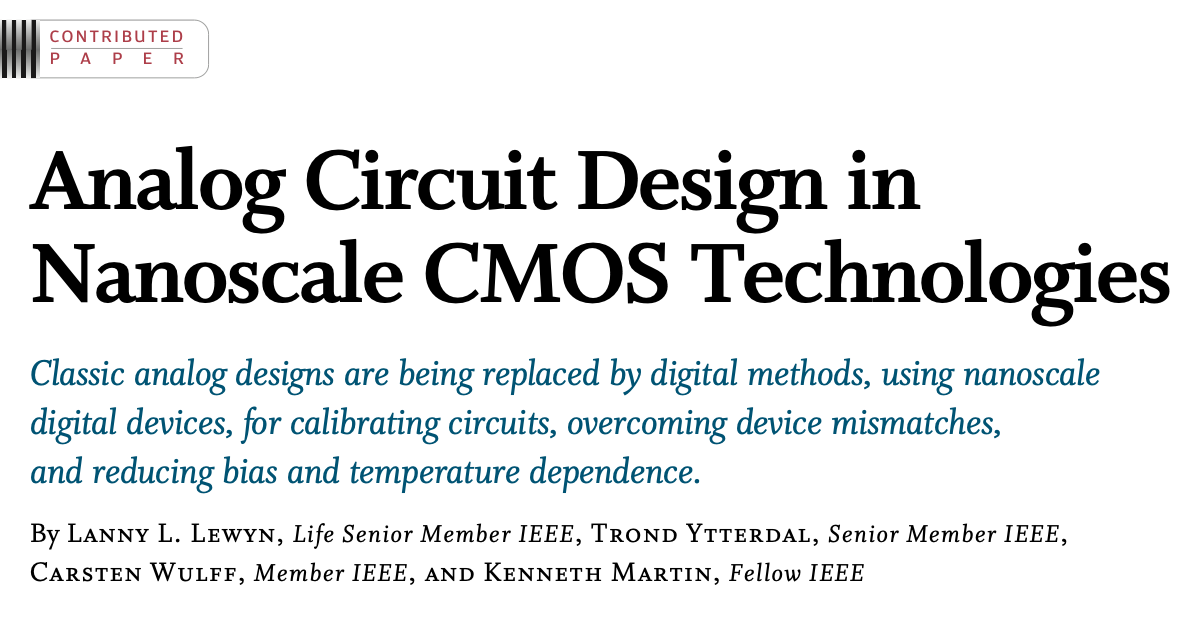 CONTRIBUTED
PAPER
Analog Circuit Design in
Nanoscale CMOS Technologies
Classic analog designs are being replaced by digital methods, using nanoscale
digital devices, for calibrating circuits, overcoming device mismatches,
and reducing bias and temperature dependence.
By Lanny L. Lewyn, Life Senior Member IEEE, Trond Ytterdal, Senior Member IEEE,
Carsten Wulff, Member IEEE, and Kenneth Martin, Fellow IEEE